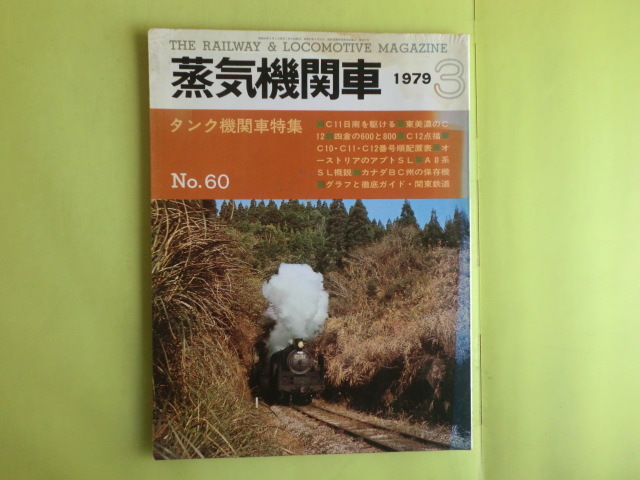 THE RAILWAY & LOCOMOTIVE MAGAZINE
蒸気機関車 1979 3
タンク機関車特集
■C11日南を駆ける■東美濃のC
12■四倉の600と800■C12点描■
C10・C11・C12番号順配置表■オ
ーストリアのアプトSL■AB系
SL概説■カナダBC州の保存機
■グラフと徹底ガイド・関東鉄道
No.60